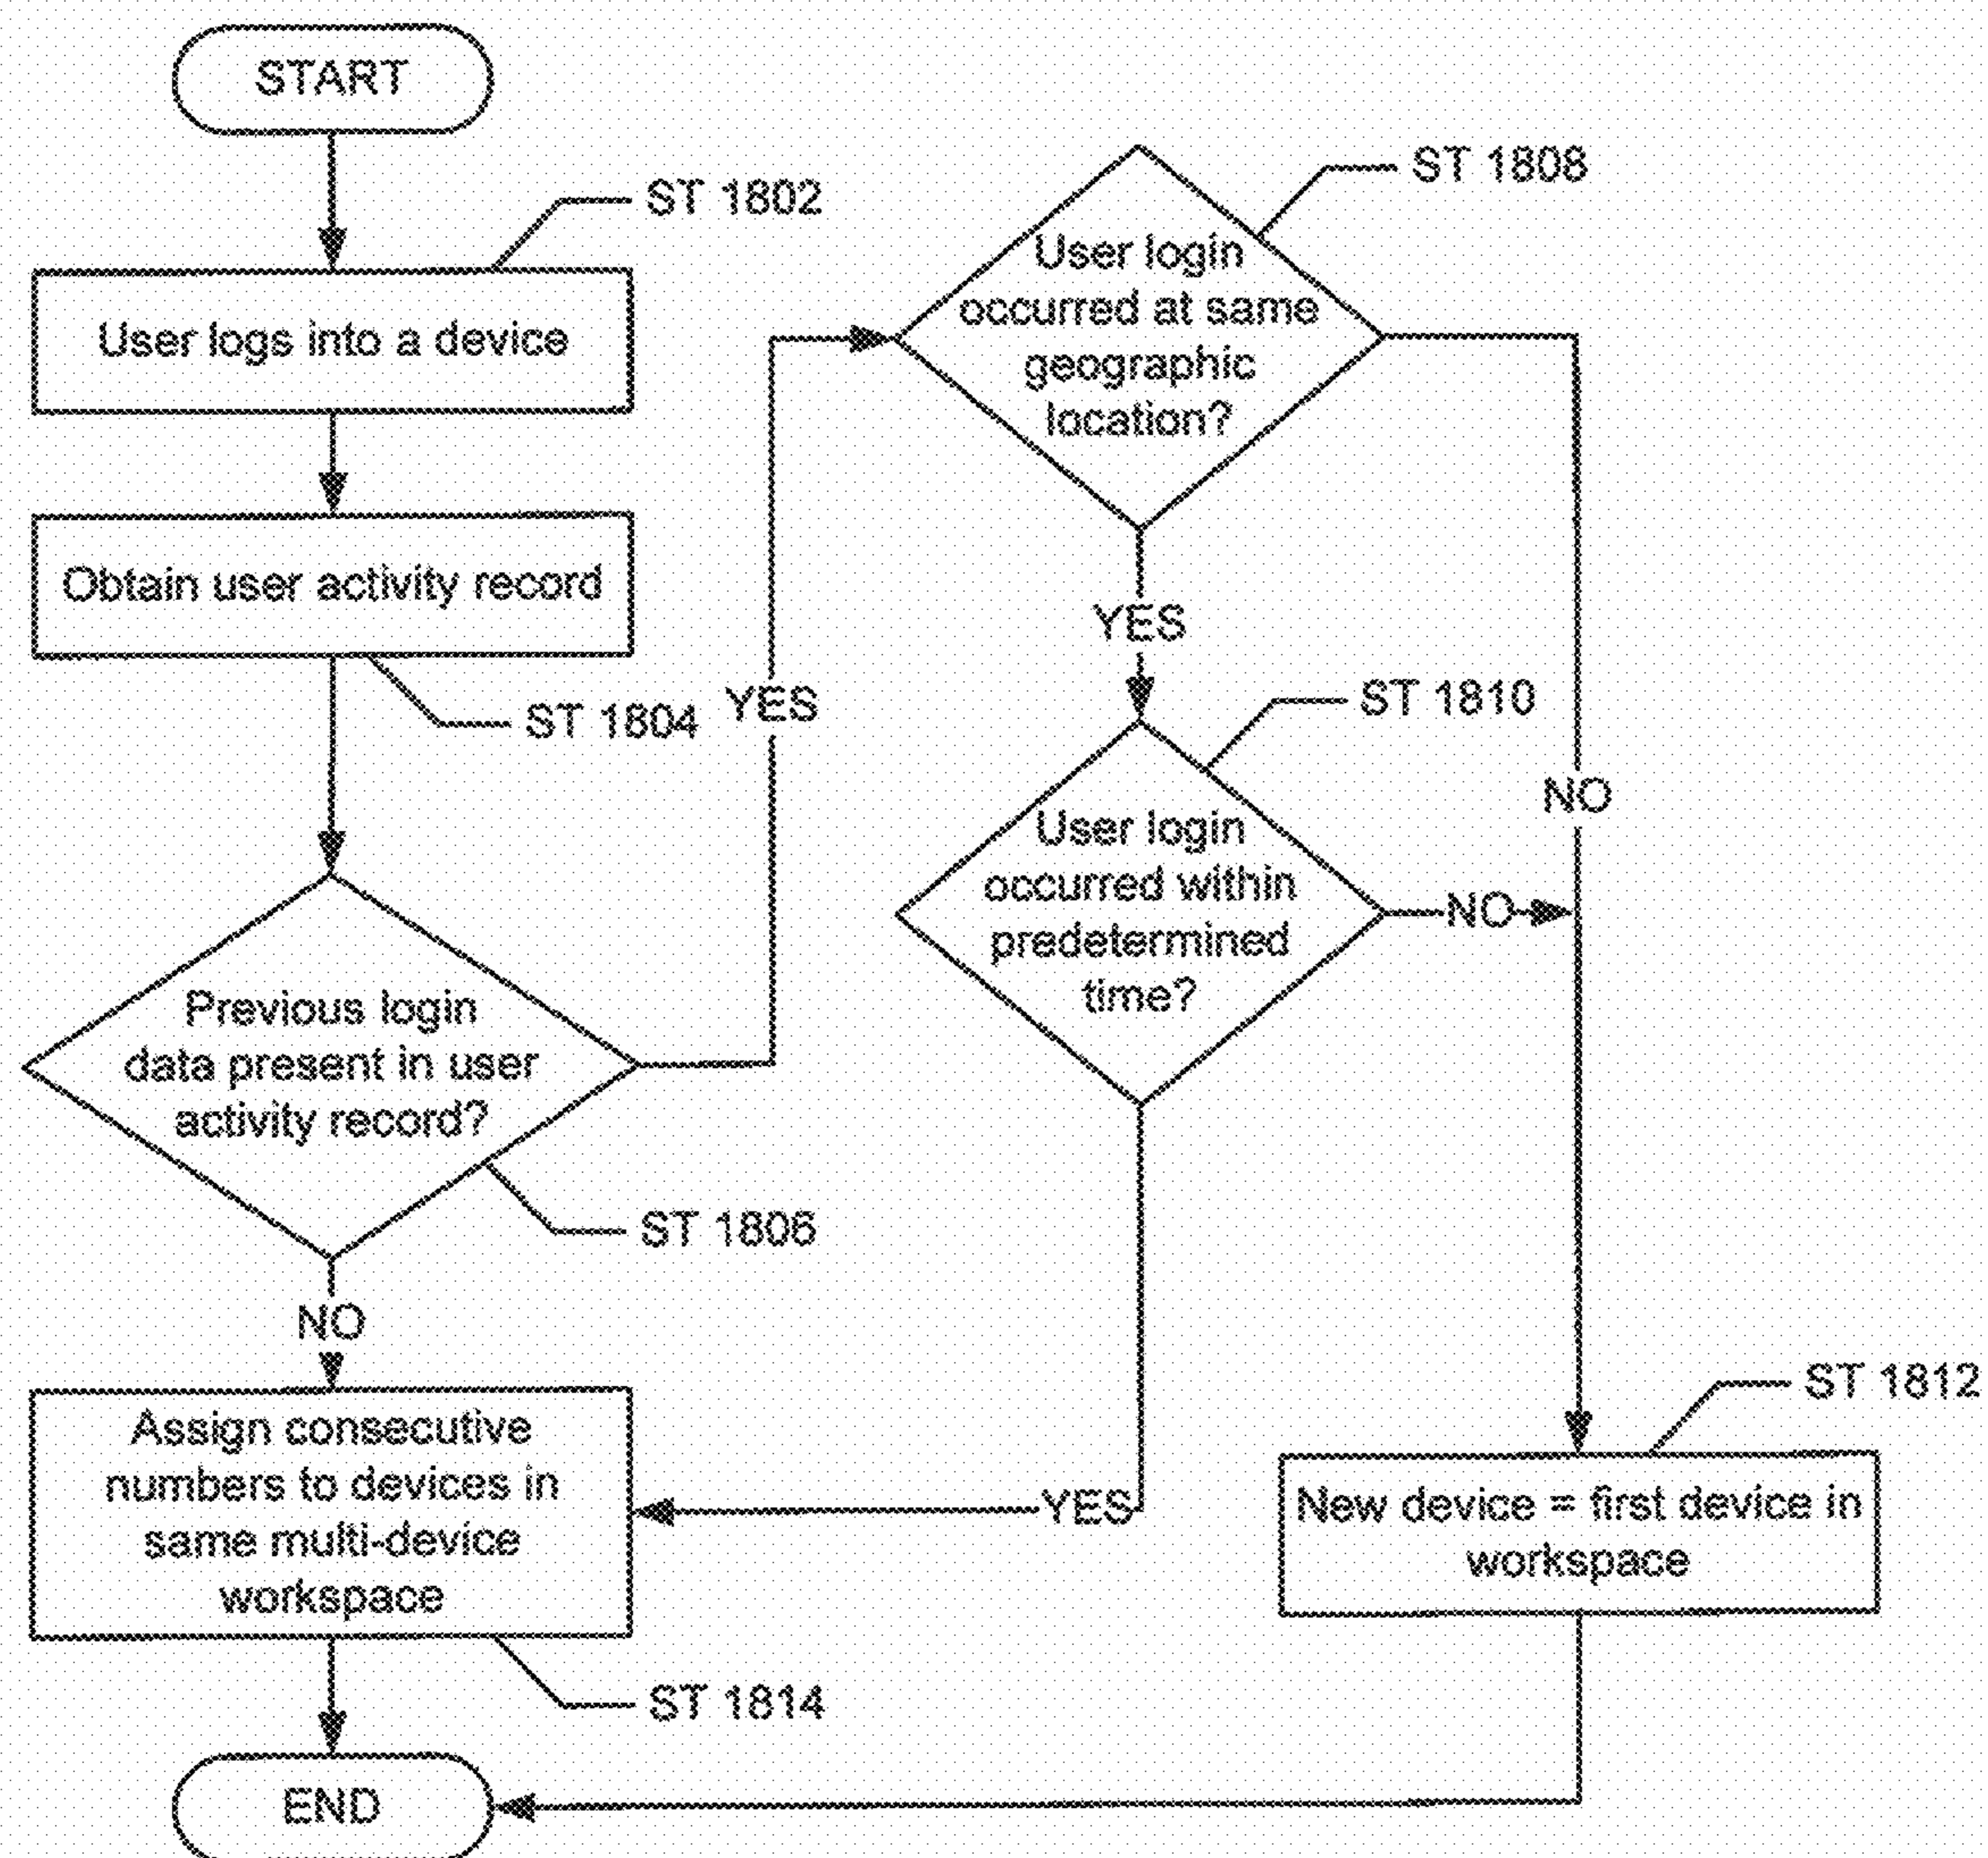 START
ST 1802
User logs into a device
Obtain user activity record
ST 1804
YES
Previous login
data present in user
activity record?
ST 1806
NO
Assign consecutive
numbers to devices in
same multi-device
workspace
ST 1814
END
ST 1808
User login
occurred at same
geographic
location?
YES
ST 1810
User login
occurred within
predetermined
time?
NO
NO
YES
ST 1812
New device = first device in
workspace